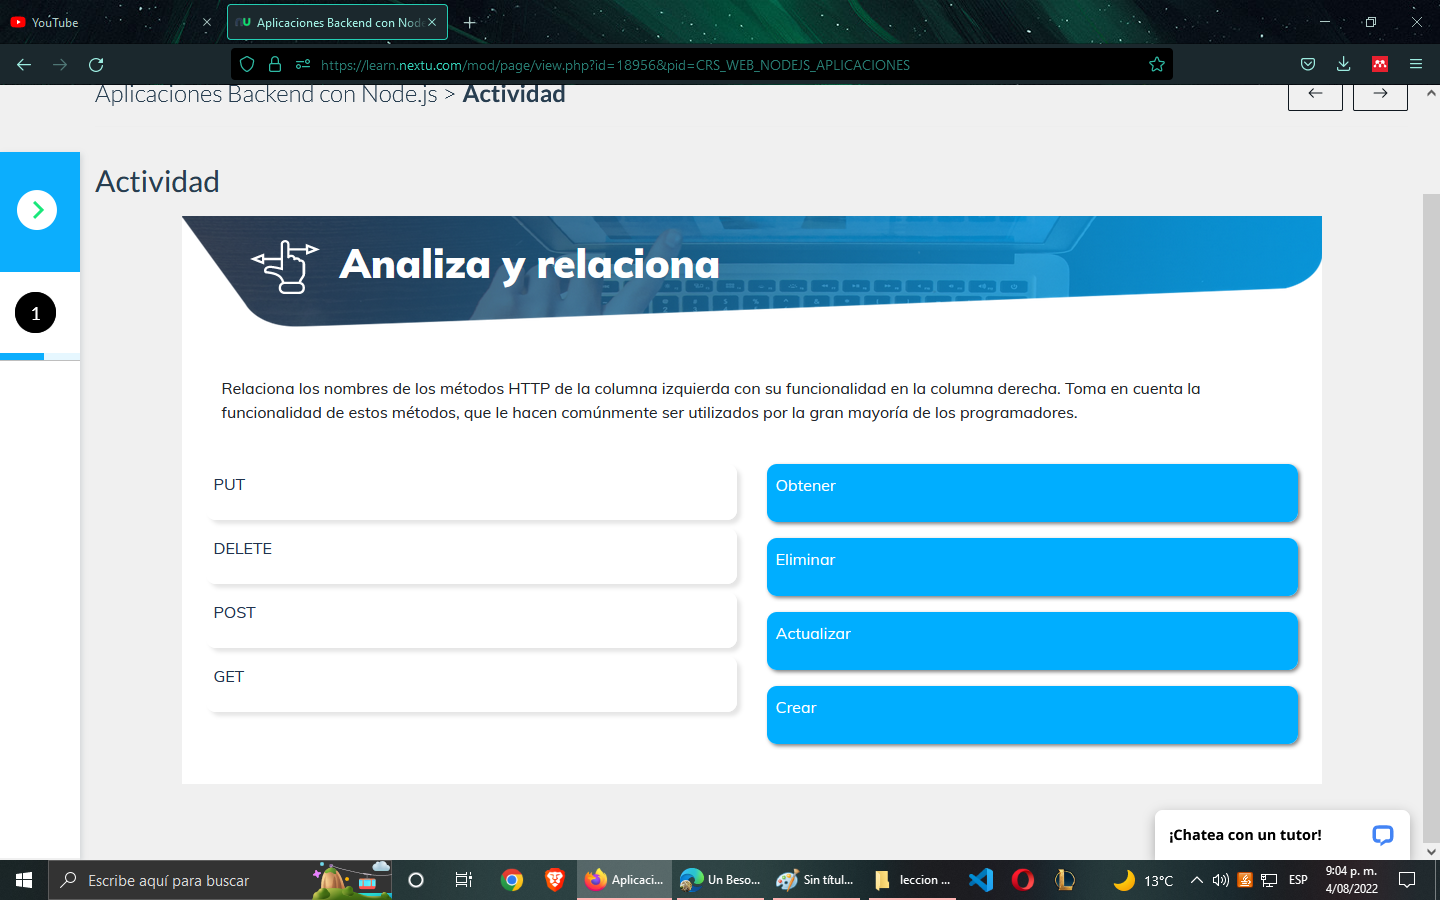 YouTube
Aplicaciones Backend con Node
https://learn.nextu.com/mod/page/view.php?id=18956&pid=CRS_WEB_NODEJS_APLICACIONES
Aplicaciones Backend con Node.js > Actividad
Actividad
1
Analiza y relaciona
Relaciona los nombres de los métodos HTTP de la columna izquierda con su funcionalidad en la columna derecha. Toma en cuenta la
funcionalidad de estos métodos, que le hacen comúnmente ser utilizados por la gran mayoría de los programadores.
PUT
Obtener
DELETE
Eliminar
POST
Actualizar
GET
Crear
¡Chatea con un tutor!
Escribe aquí para buscar
Aplicaci...
Un Beso...
Sin títul...
leccion ...
13°C
ESP
9:04 p. m.
4/08/2022